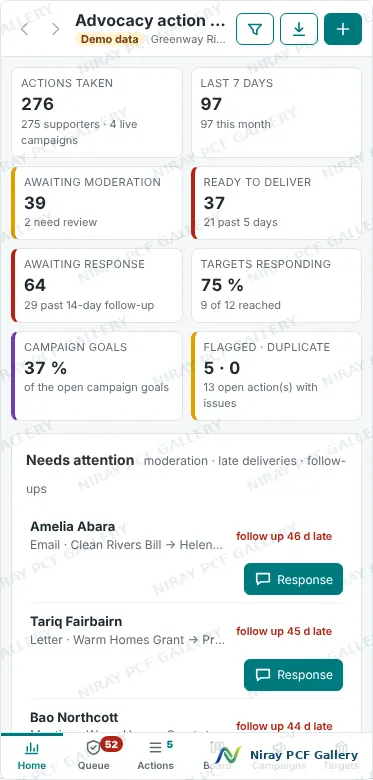 Advocacy action ...
Demo data · Greenway Ri...
ACTIONS TAKEN
276
275 supporters · 4 live
campaigns
LAST 7 DAYS
97
97 this month
AWAITING MODERATION
39
2 need review
READY TO DELIVER
37
21 past 5 days
AWAITING RESPONSE
64
29 past 14-day follow-up
TARGETS RESPONDING
75 %
9 of 12 reached
CAMPAIGN GOALS
37 %
of the open campaign goals
FLAGGED · DUPLICATE
5 · 0
13 open action(s) with
issues
Needs attention moderation · late deliveries · follow-
ups
Amelia Abara
Email · Clean Rivers Bill → Helen...
follow up 46 d late
Response
Tariq Fairbairn
Letter · Warm Homes Grant → Pr...
follow up 45 d late
Response
Bao Northcott
follow up 44 d late
Home
Queue 52
Actions 5
Campaigns
Targets
Niray PCF Gallery
NIRAY PCF GALLERY